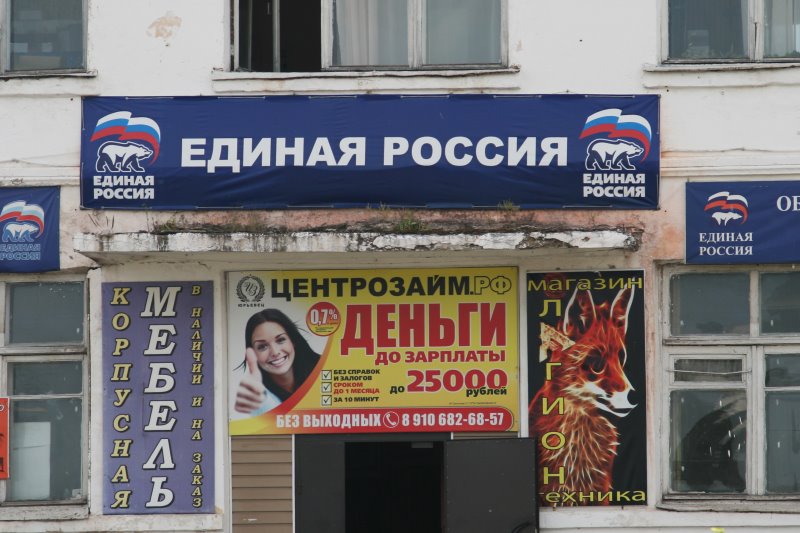 ЕДИНАЯ РОССИЯ
ЕДИНАЯ
РОССИЯ
ЕДИНАЯ
РОССИЯ
ЕДИНАЯ
РОССИЯ
ЕДИНАЯ
РОССИЯ
ОБ
КОРПУСНАЯ
МЕБЕЛЬ
В НАЛИЧИИ И НА ЗАКАЗ
ЮРЬЕВЕЦ
ЦЕНТРОЗАЙМ.РФ
0,7%
ДЕНЬГИ
ДО ЗАРПЛАТЫ
БЕЗ СПРАВОК
И ЗАЛОГОВ
СРОКОМ
ДО 1 МЕСЯЦА
ЗА 10 МИНУТ
ДО 25000
рублей
БЕЗ ВЫХОДНЫХ 8 910 682-68-57
магазин
ЛЕГИОН
техника